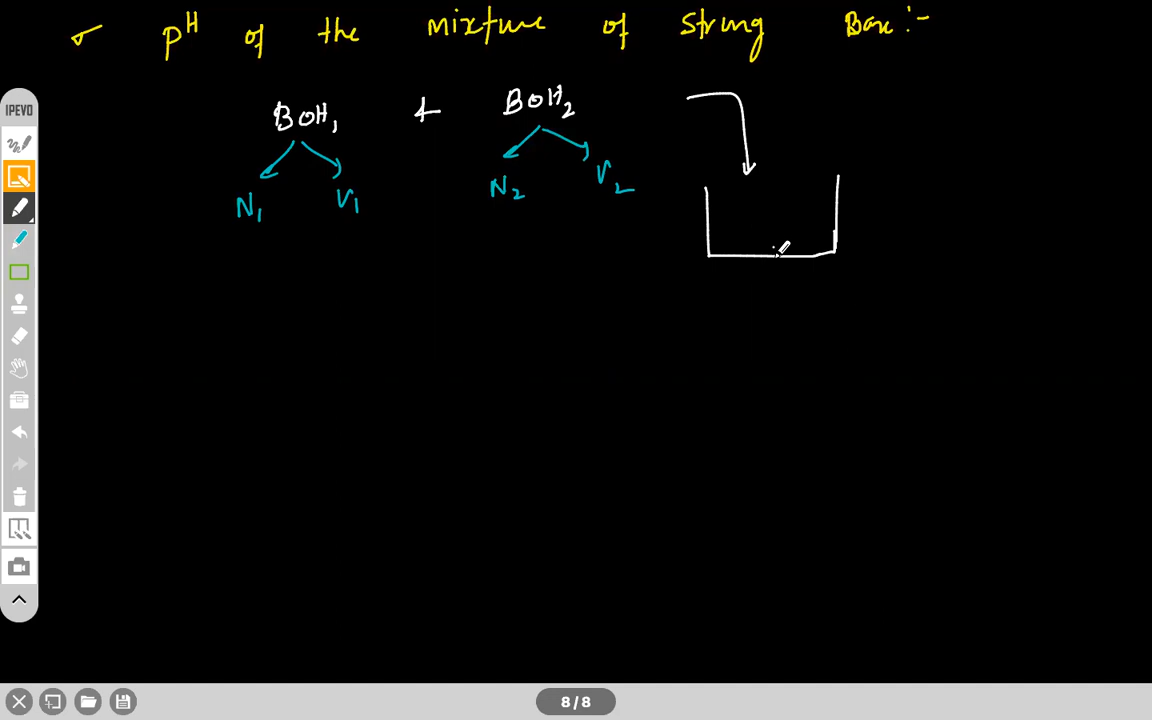 pH of the mixture of Strong Base :-
BOH1 + BOH2
N1 V1 N2 V2
IPEVO
8 / 8